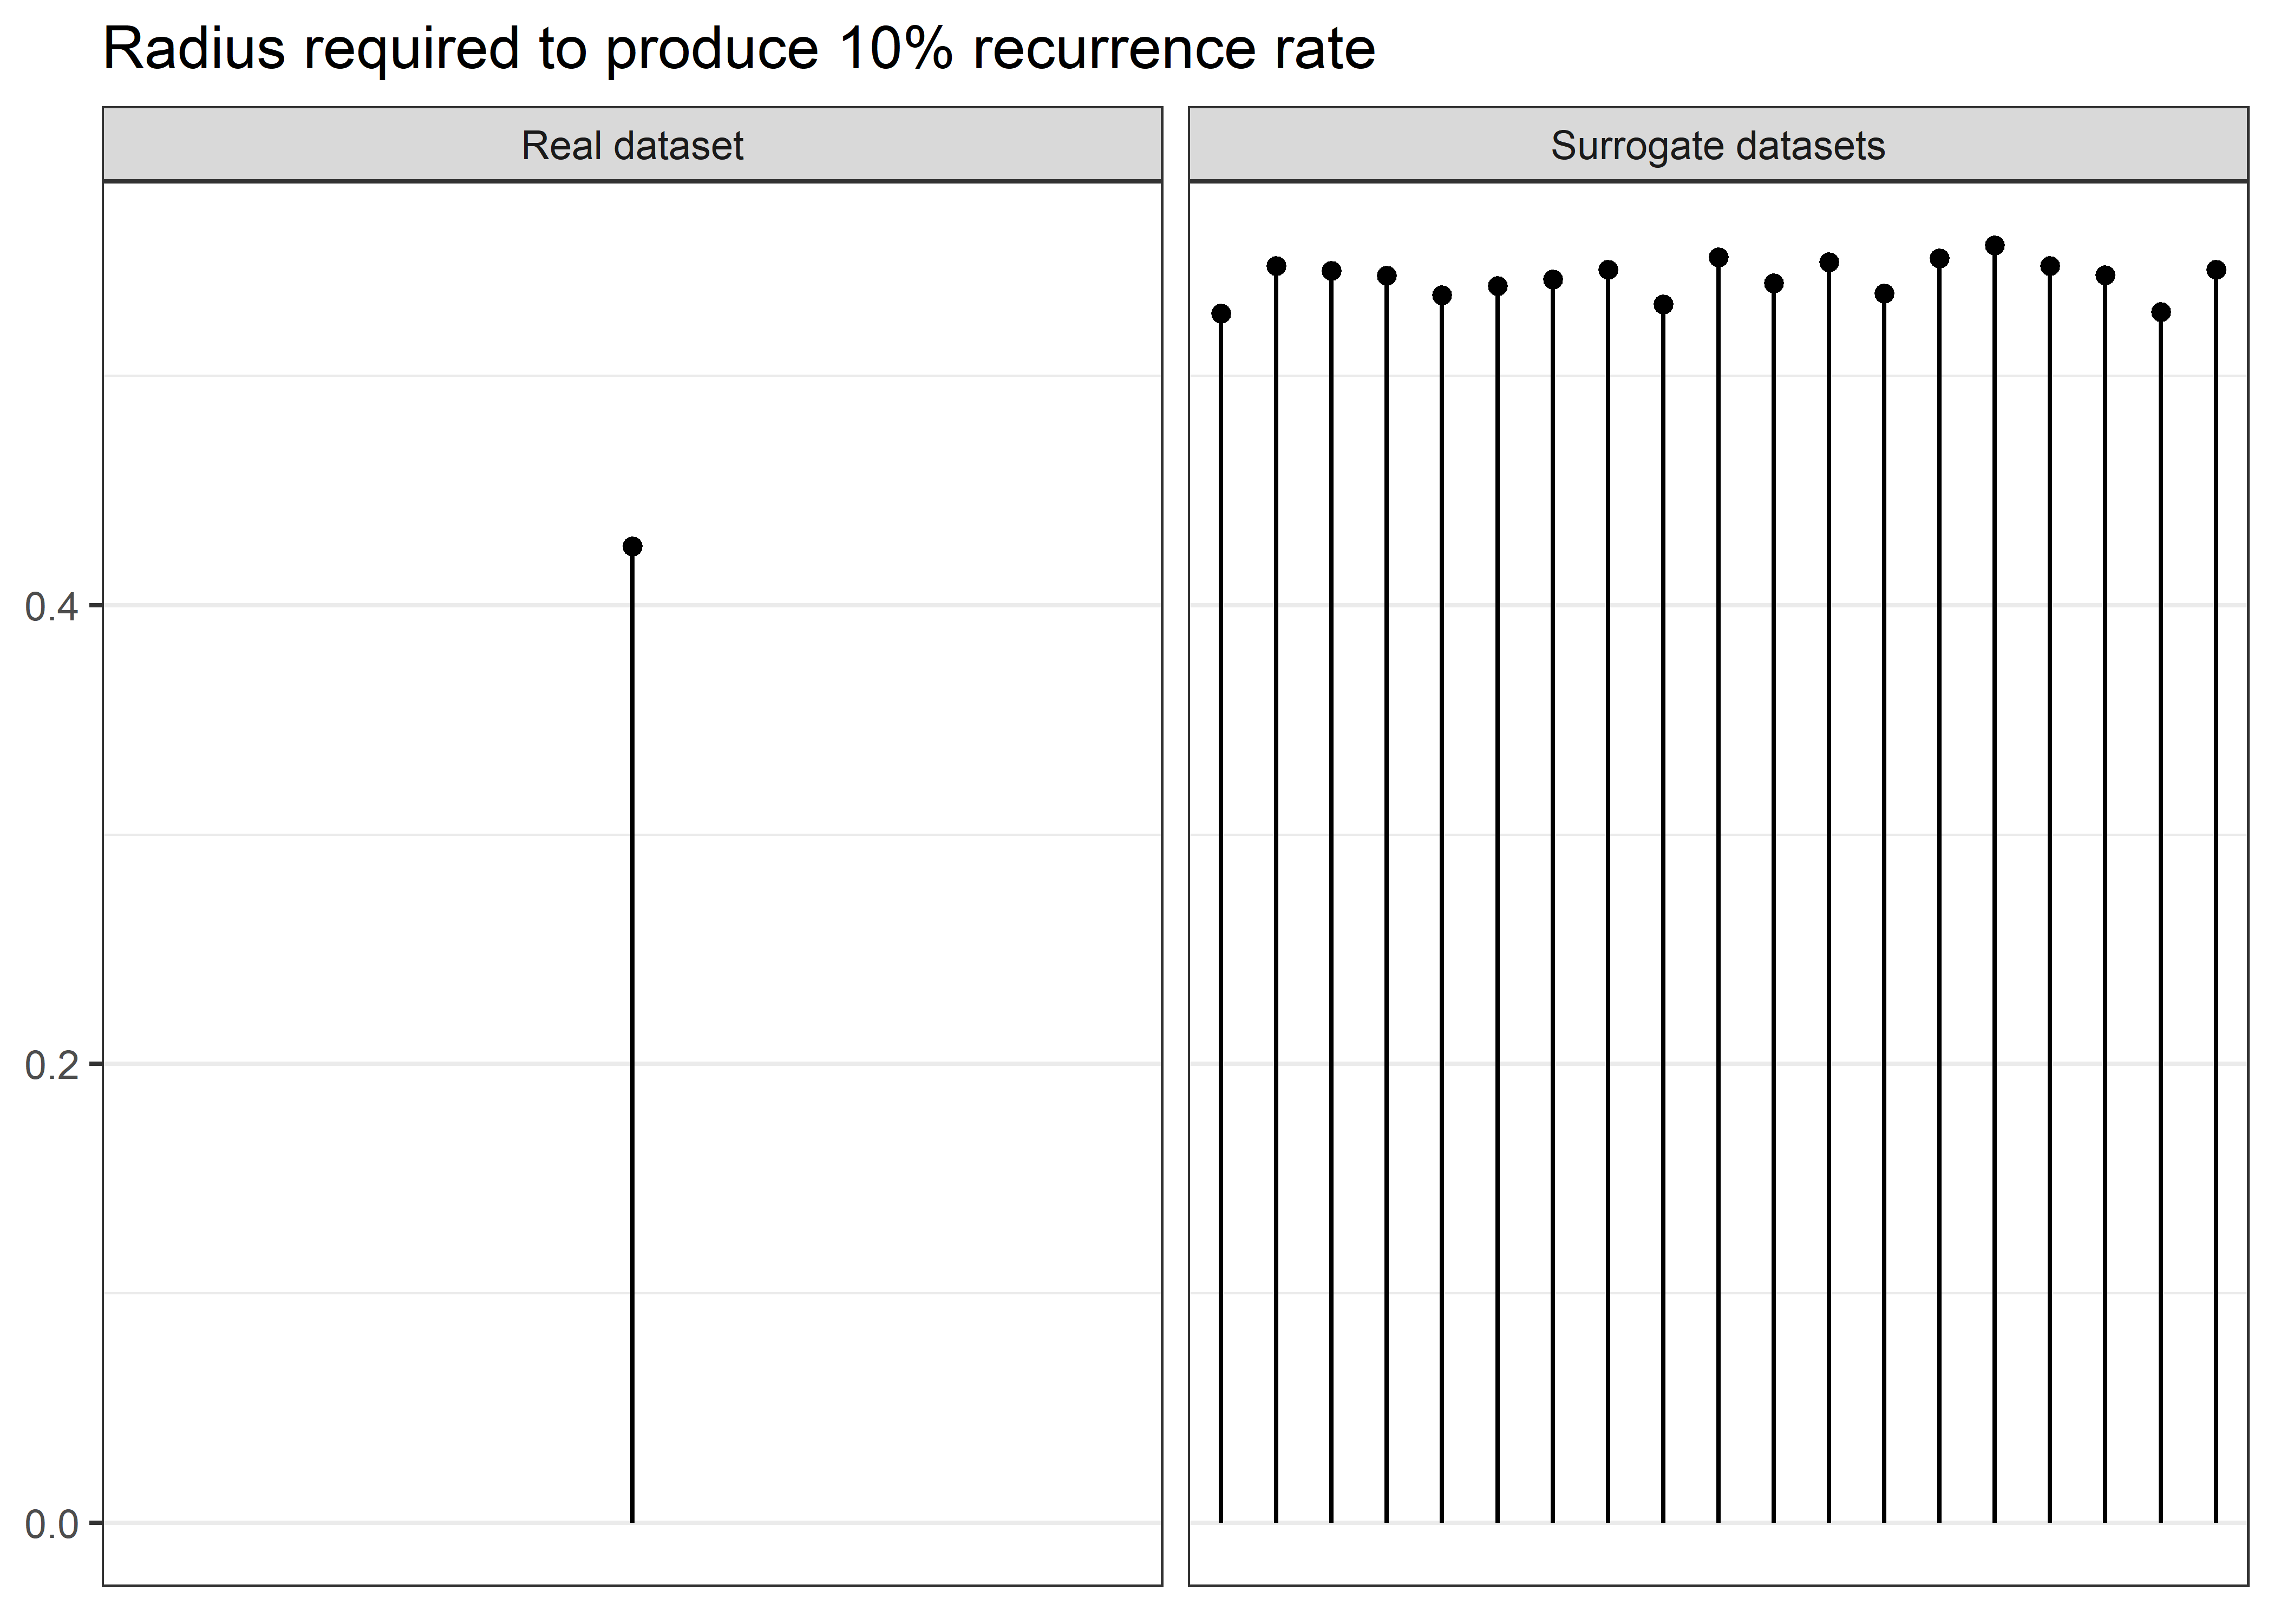 Radius required to produce 10% recurrence rate
Real dataset
Surrogate datasets
0.4
0.2
0.0